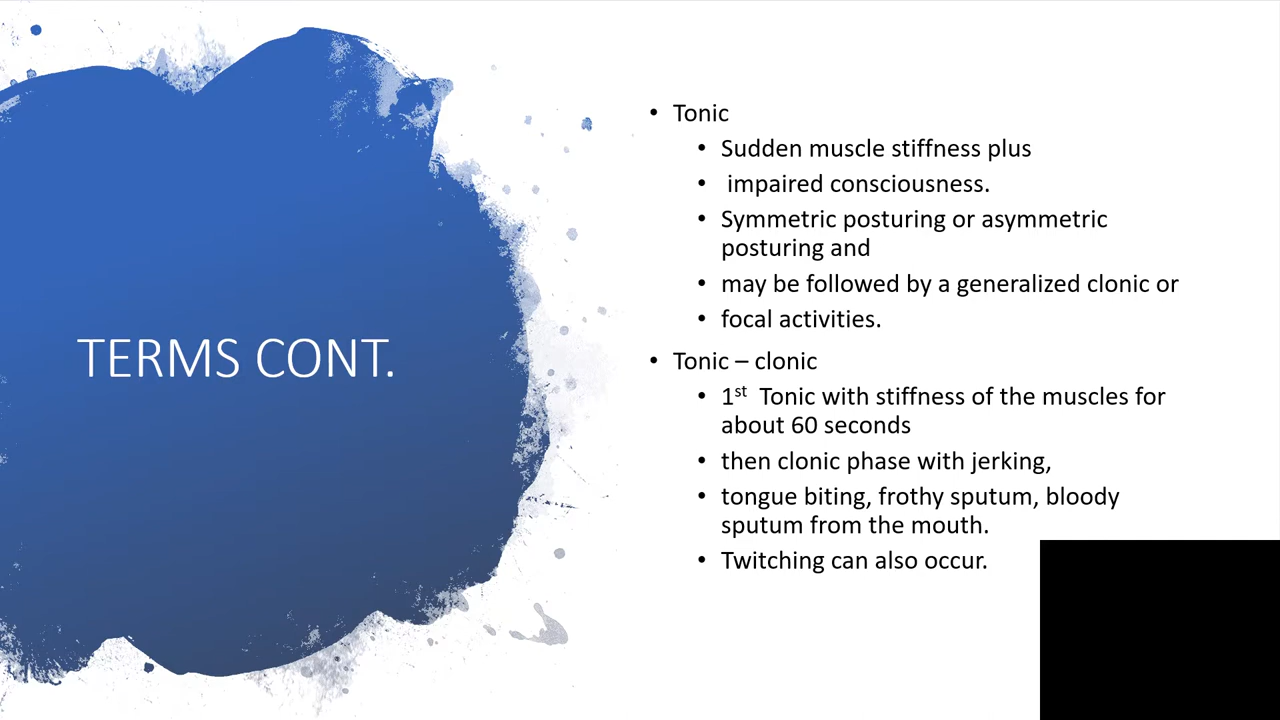 TERMS CONT.
• Tonic
• Sudden muscle stiffness plus
• impaired consciousness.
• Symmetric posturing or asymmetric
posturing and
• may be followed by a generalized clonic or
• focal activities.
• Tonic – clonic
• 1st Tonic with stiffness of the muscles for
about 60 seconds
• then clonic phase with jerking,
• tongue biting, frothy sputum, bloody
sputum from the mouth.
• Twitching can also occur.